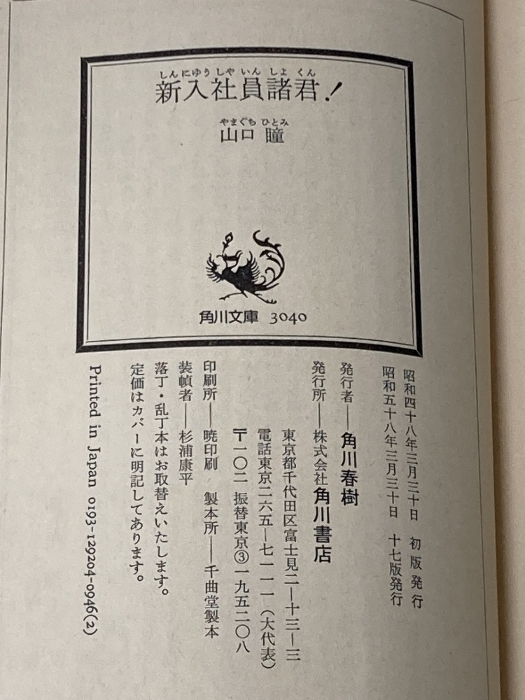 しんにゆうしやいんしよくん
新入社員諸君！
やまぐちひとみ
山口瞳
角川文庫 3040
昭和四十八年三月三十日 初版発行
昭和五十八年三月三十日 十七版発行
発行者──角川春樹
発行所──株式会社角川書店
東京都千代田区富士見二─十三─三
電話東京二六五─七一一一（大代表）
〒一〇二 振替東京③一九五二〇八
印刷所──暁印刷 製本所──千曲堂製本
装幀者──杉浦康平
落丁・乱丁本はお取替えいたします。
定価はカバーに明記してあります。
Printed in Japan 0193-129204-0946(2)